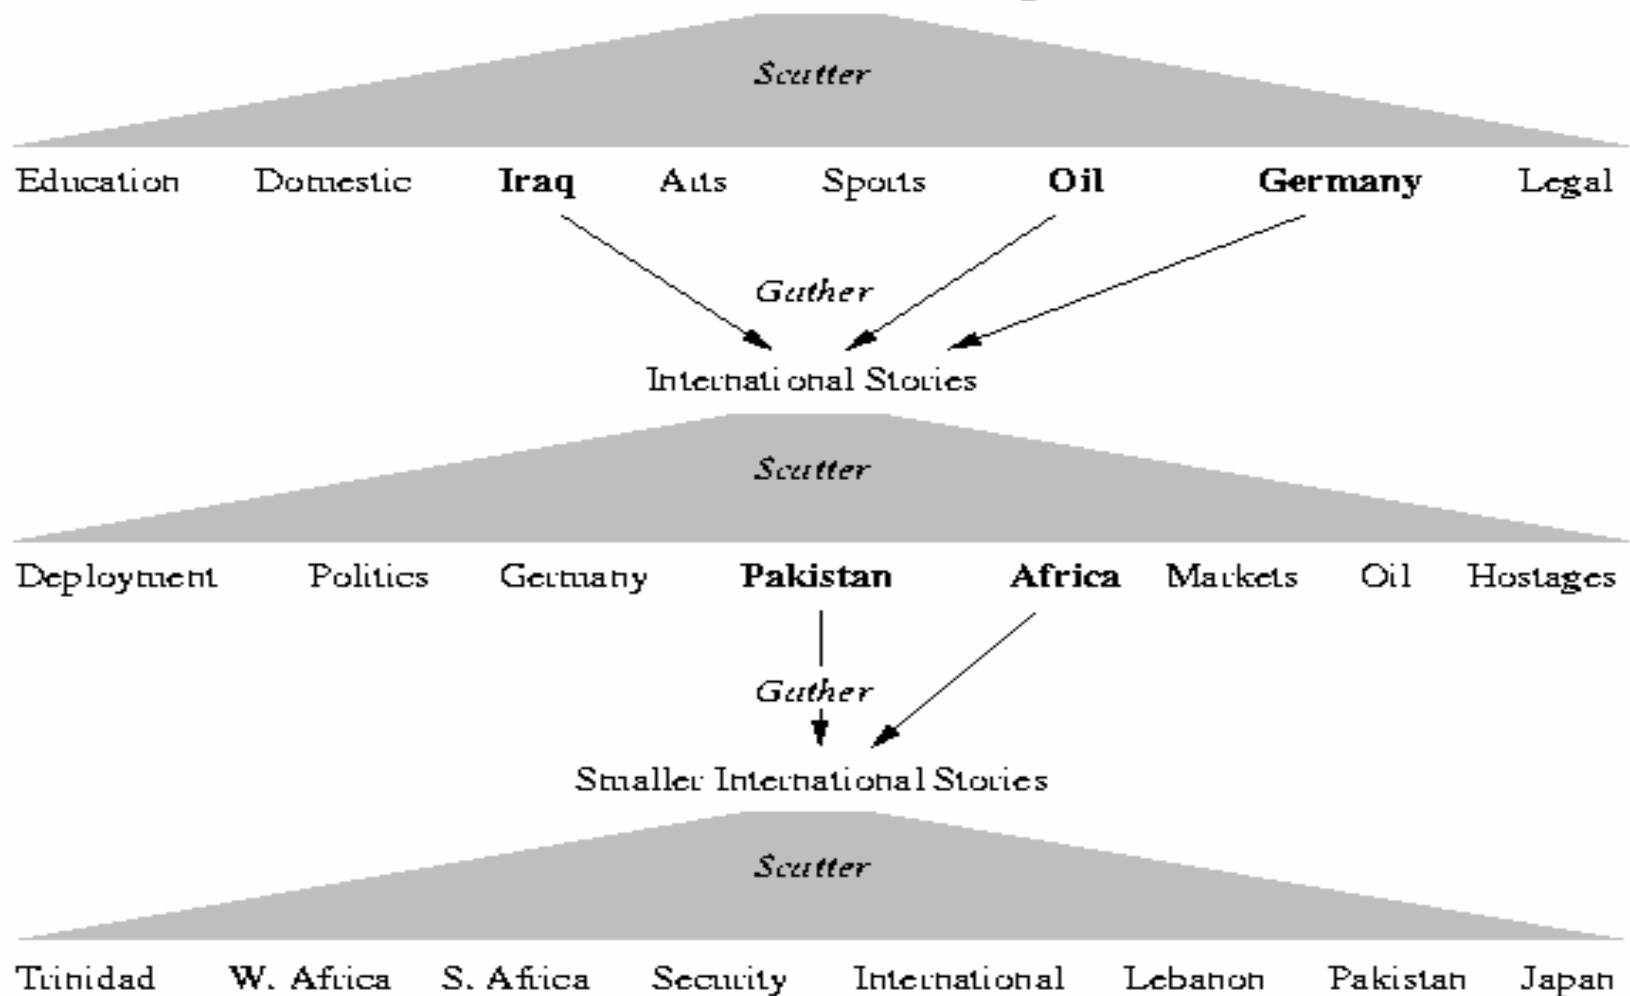 Scatter
Education Domestic Iraq Arts Sports Oil Germany Legal
Gather
International Stories
Scatter
Deployment Politics Germany Pakistan Africa Markets Oil Hostages
Gather
Smaller International Stories
Scatter
Trinidad W. Africa S. Africa Security International Lebanon Pakistan Japan